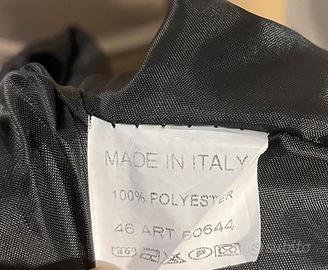 MADE IN ITALY
100% POLYESTER
46 ART 60644
subito